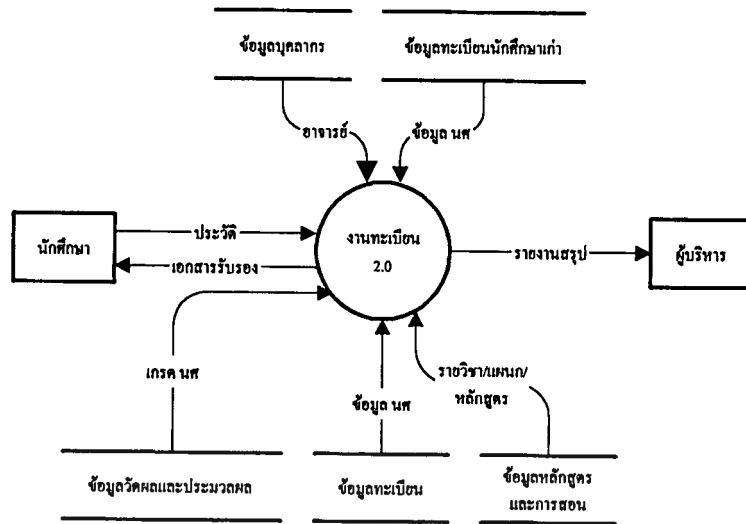 ข้อมูลบุคลากร
ข้อมูลทะเบียนนักศึกษาเก่า
อาจารย์
ข้อมูล นศ
นักศึกษา
ประวัติ
เอกสารรับรอง
งานทะเบียน
2.0
รายงานสรุป
ผู้บริหาร
เกรด นศ
ข้อมูล นศ
รายวิชา/แผนก/
หลักสูตร
ข้อมูลวัดผลและประมวลผล
ข้อมูลทะเบียน
ข้อมูลหลักสูตร
และการสอน